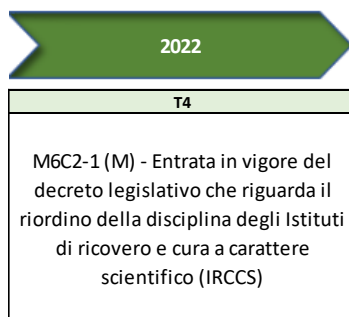 2022
T4
M6C2-1 (M) - Entrata in vigore del
decreto legislativo che riguarda il
riordino della disciplina degli Istituti
di ricovero e cura a carattere
scientifico (IRCCS)